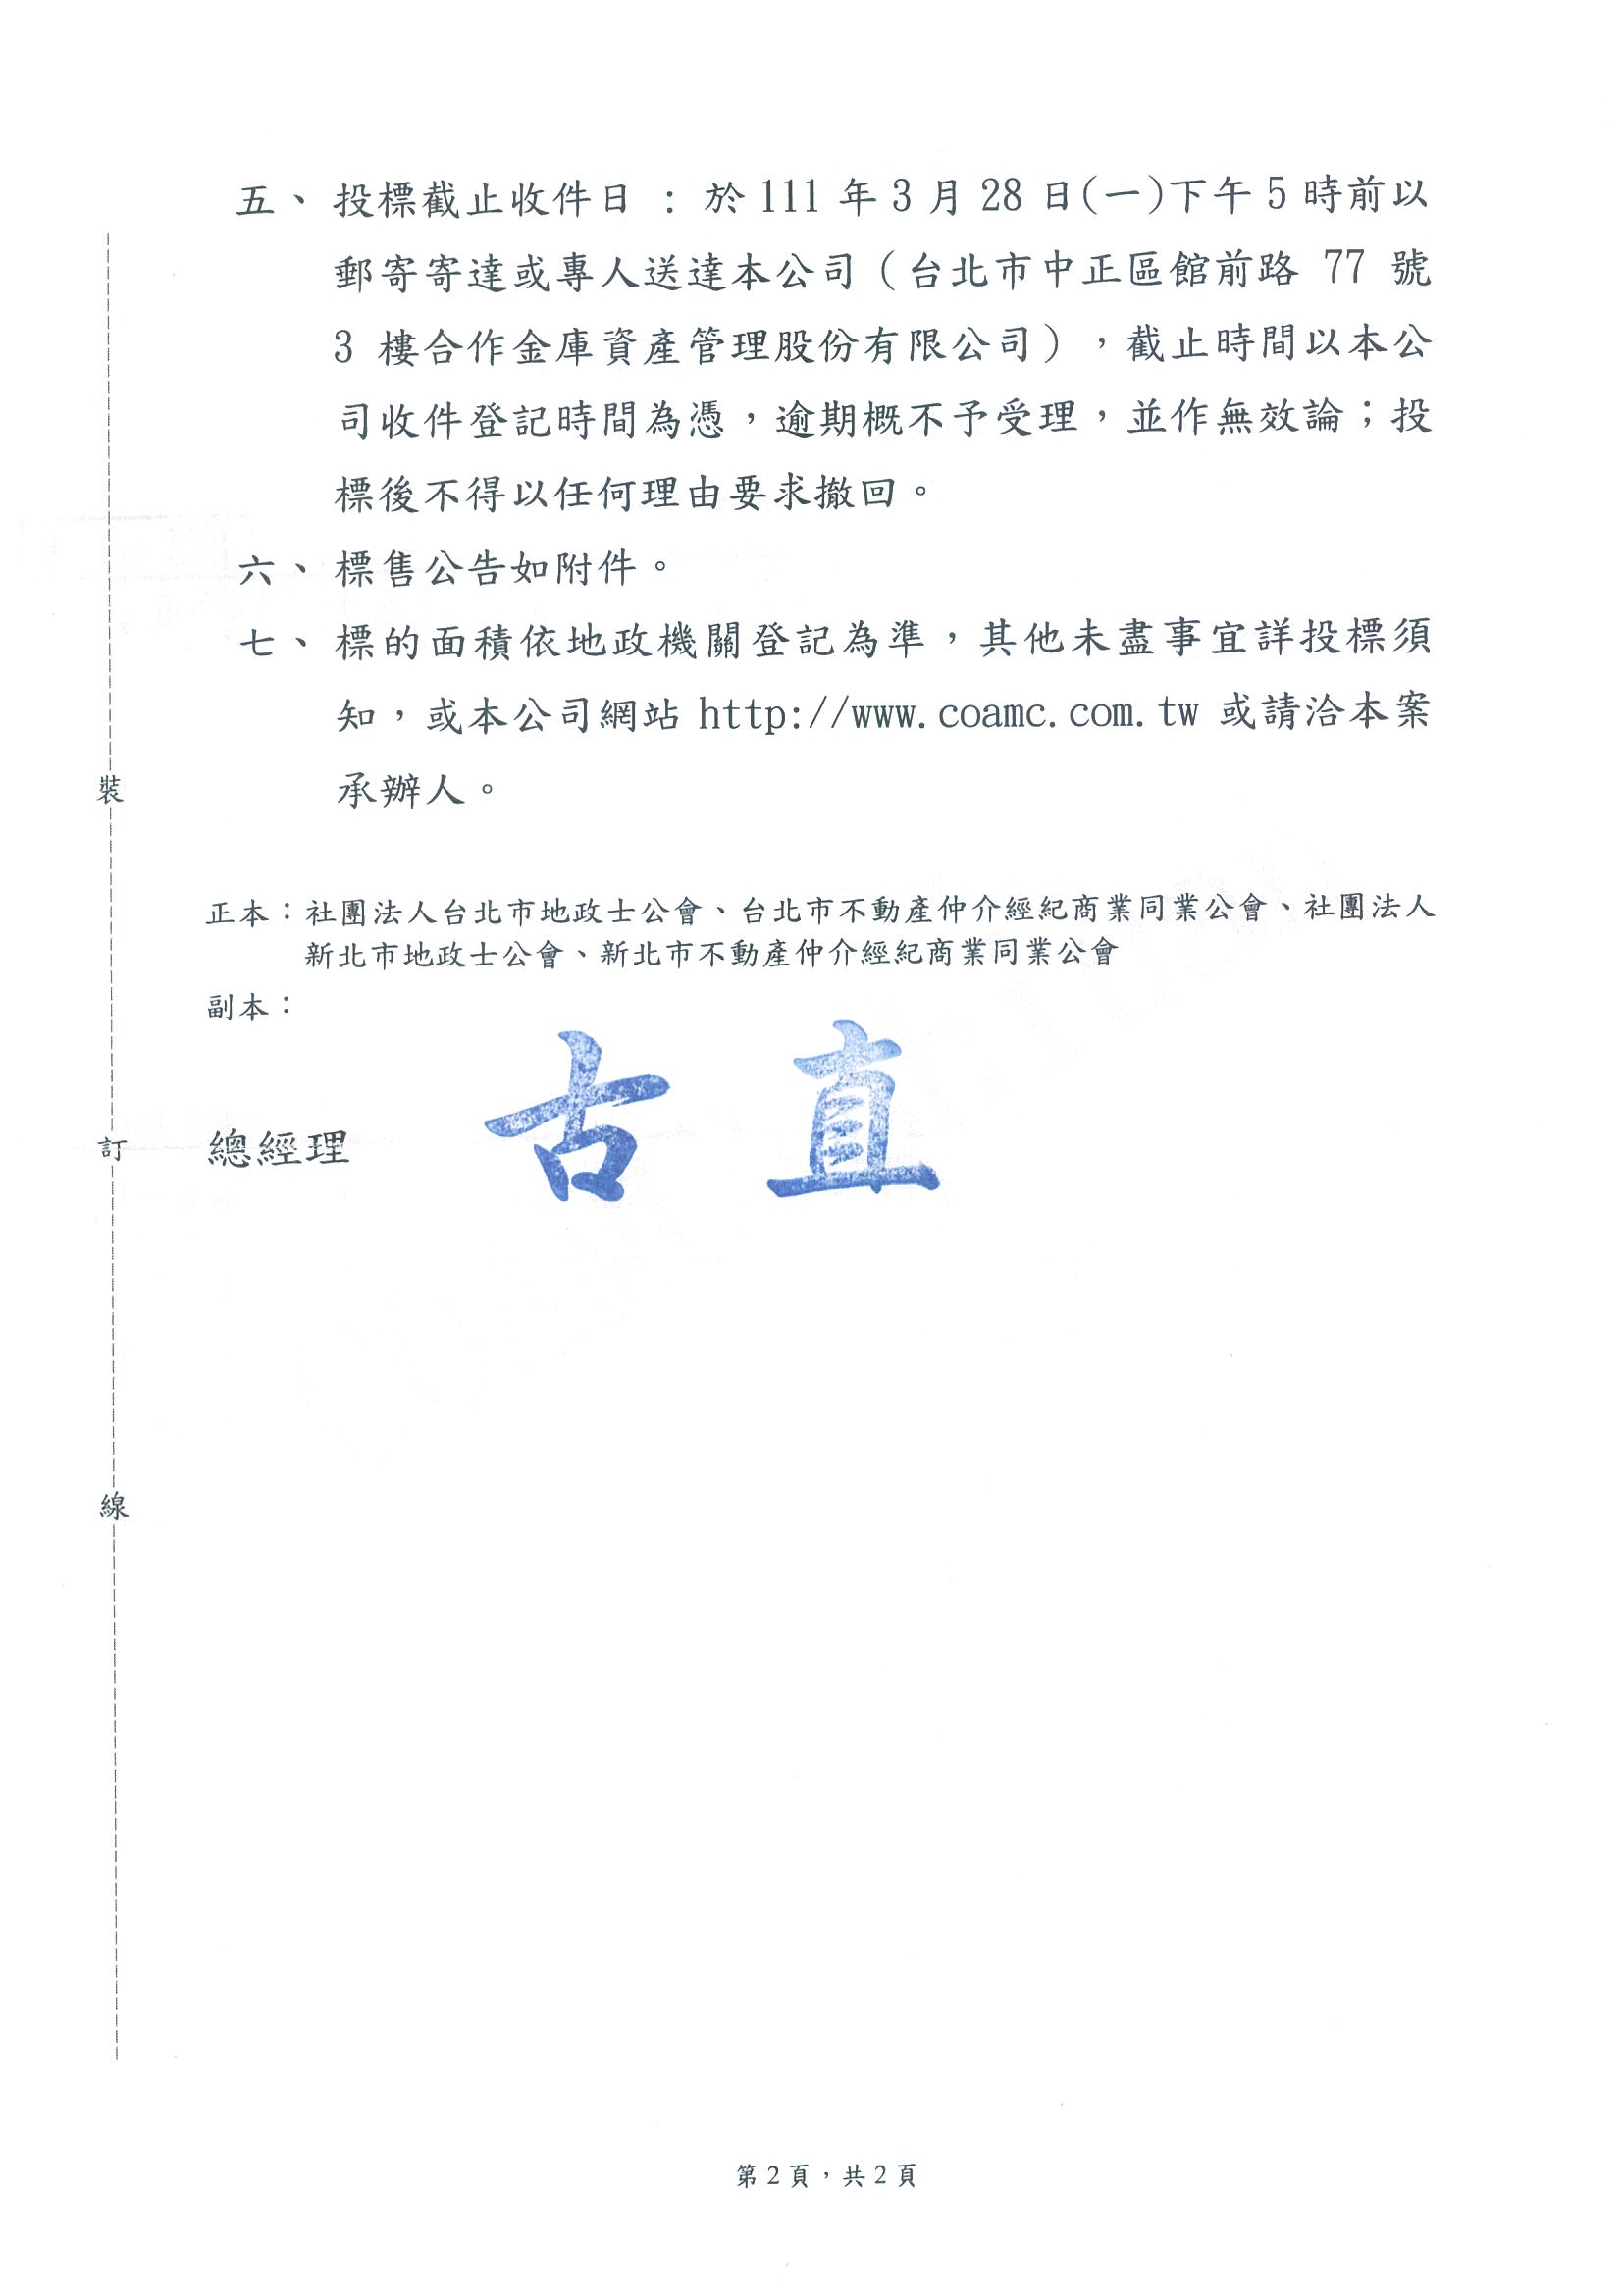 五、投標截止收件日 : 於 111 年 3 月 28 日(一)下午 5 時前以
郵寄寄達或專人送達本公司（台北市中正區館前路 77 號
3 樓合作金庫資產管理股份有限公司），截止時間以本公
司收件登記時間為憑，逾期概不予受理，並作無效論；投
標後不得以任何理由要求撤回。
六、標售公告如附件。
七、標的面積依地政機關登記為準，其他未盡事宜詳投標須
知，或本公司網站 http://www.coamc.com.tw 或請洽本案
承辦人。
裝
正本：社團法人台北市地政士公會、台北市不動產仲介經紀商業同業公會、社團法人
新北市地政士公會、新北市不動產仲介經紀商業同業公會
副本：
訂
總經理 古 直
線
第 2 頁，共 2 頁